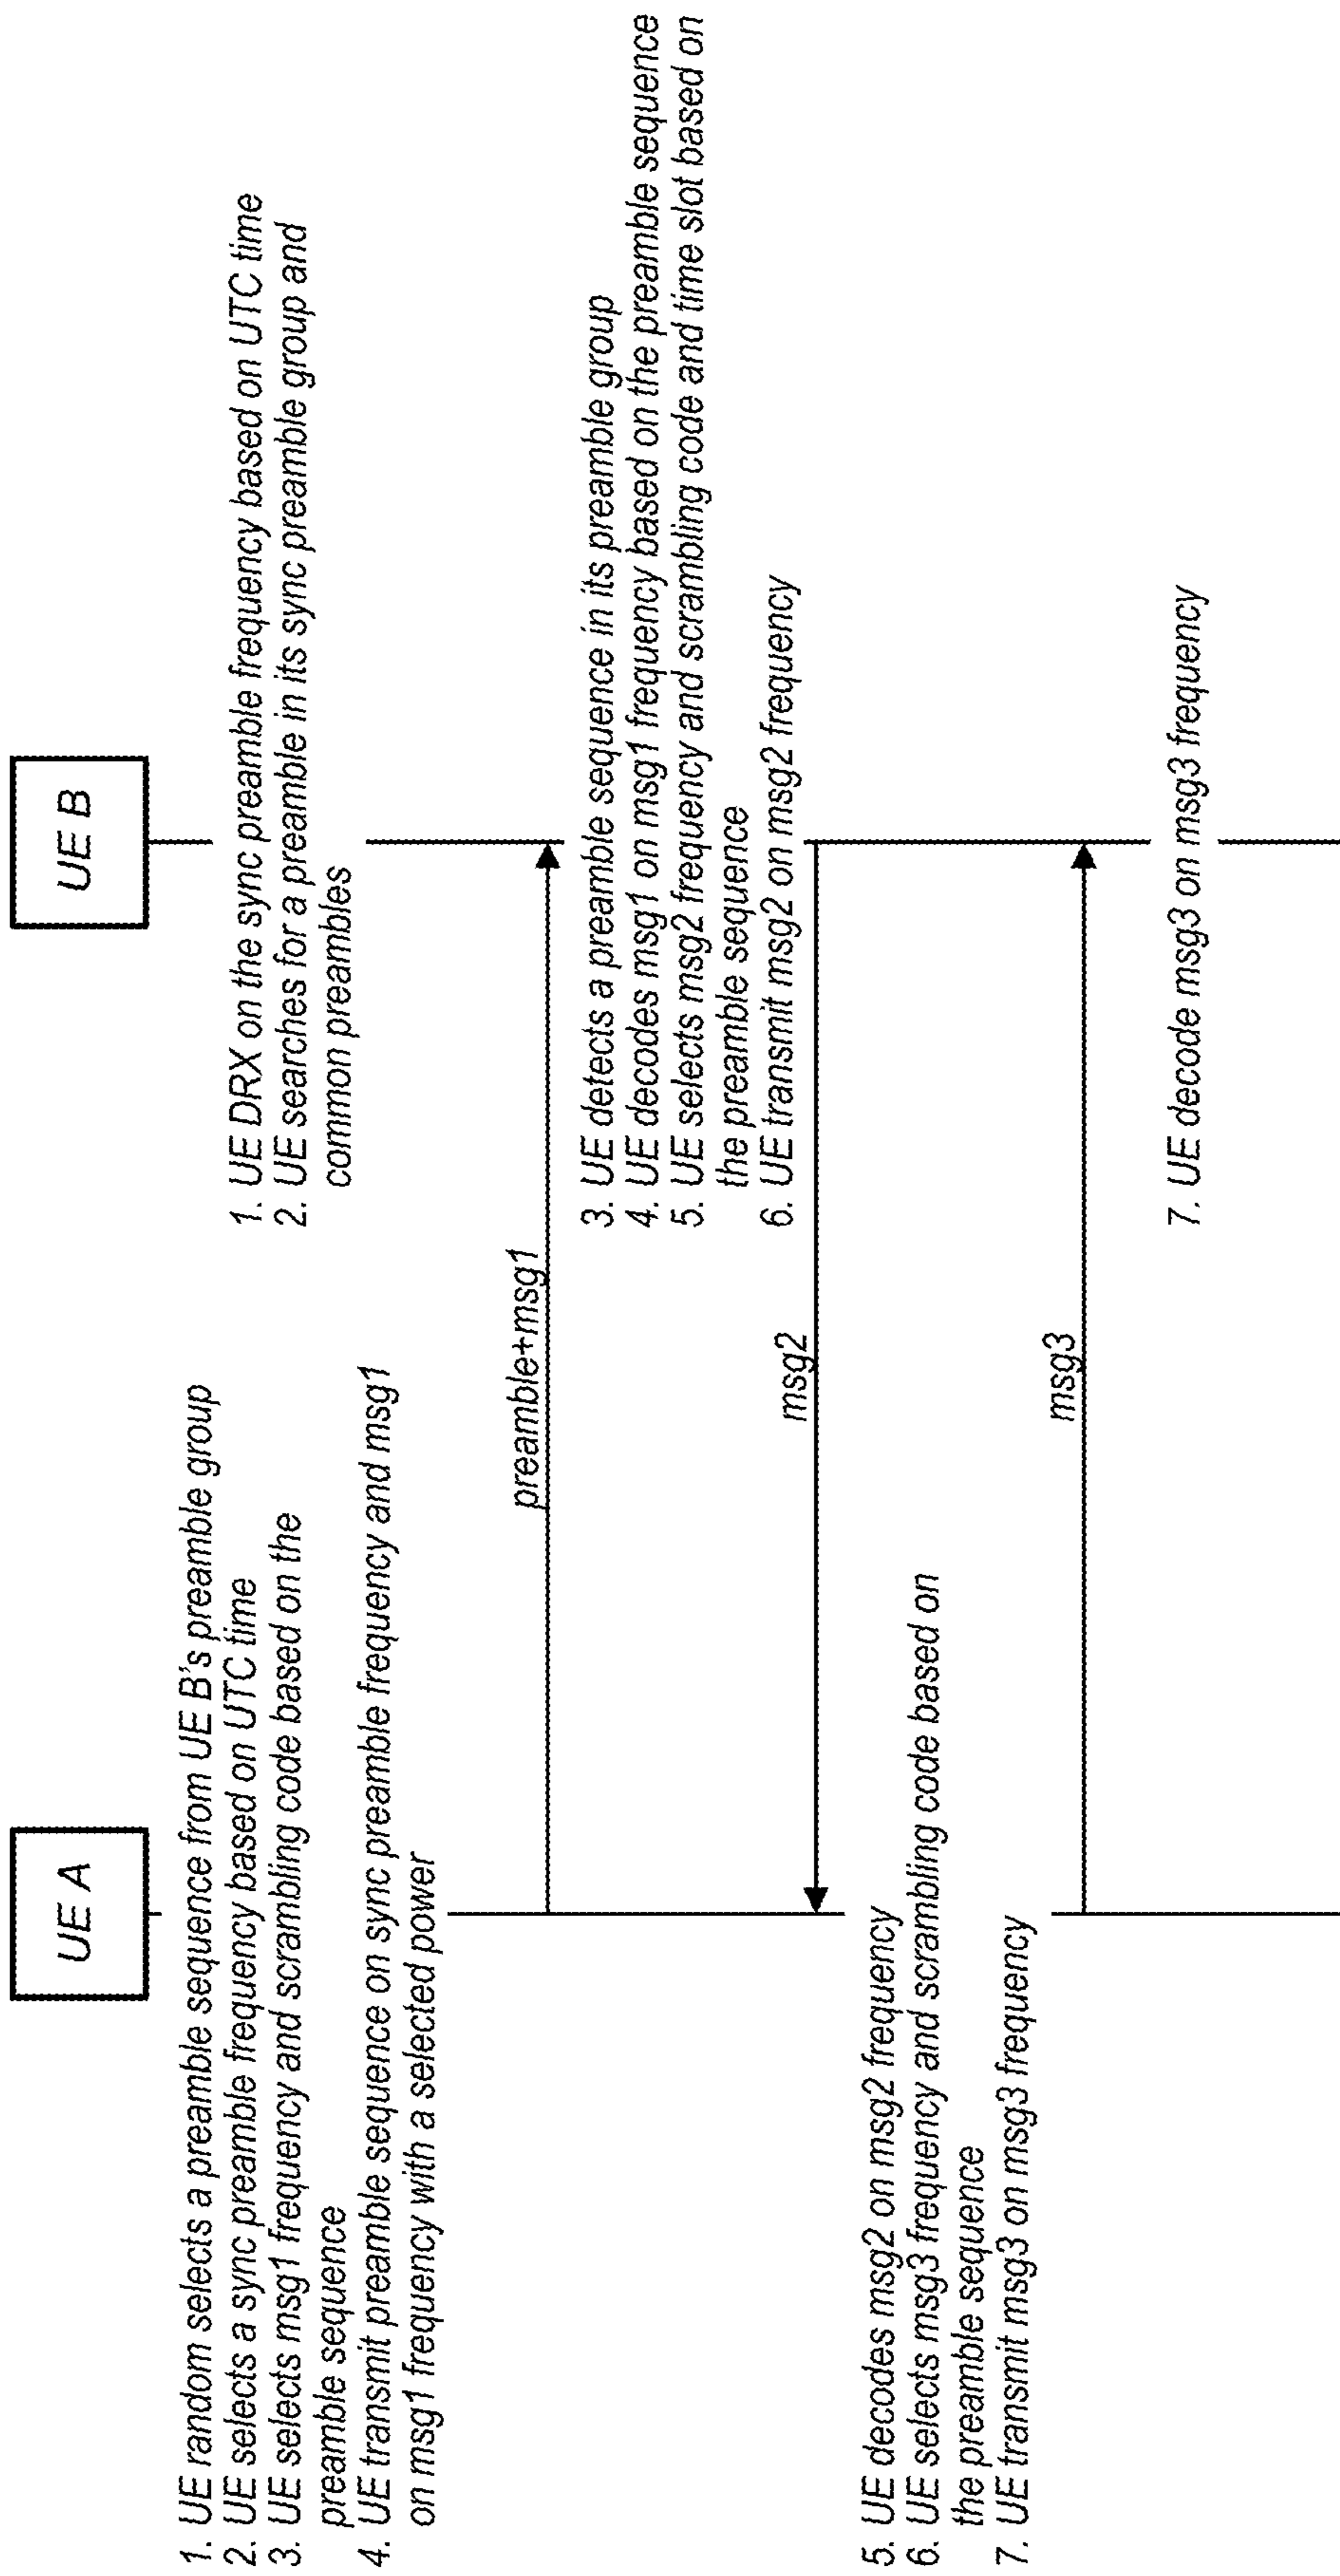 UE A
UE B
1. UE random selects a preamble sequence from UE B's preamble group
2. UE selects a sync preamble frequency based on UTC time
3. UE selects msg1 frequency and scrambling code based on the
preamble sequence
4. UE transmit preamble sequence on sync preamble frequency and msg1
on msg1 frequency with a selected power
1. UE DRX on the sync preamble frequency based on UTC time
2. UE searches for a preamble in its sync preamble group and
common preambles
preamble+msg1
3. UE detects a preamble sequence in its preamble group
4. UE decodes msg1 on msg1 frequency based on the preamble sequence
5. UE selects msg2 frequency and scrambling code and time slot based on
the preamble sequence
6. UE transmit msg2 on msg2 frequency
msg2
5. UE decodes msg2 on msg2 frequency
6. UE selects msg3 frequency and scrambling code based on
the preamble sequence
7. UE transmit msg3 on msg3 frequency
msg3
7. UE decode msg3 on msg3 frequency